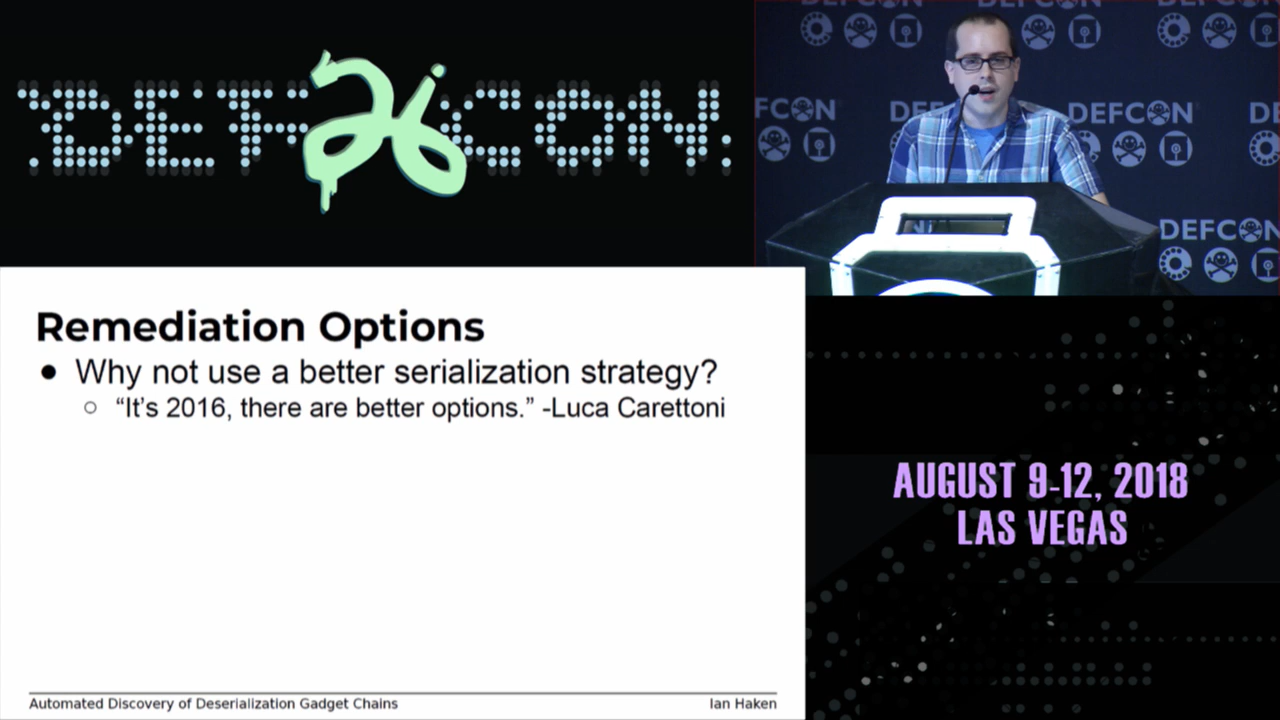 DEF 26 CON
DEFCON
DEFCON
DEFCON
DEFCON
Remediation Options
● Why not use a better serialization strategy?
○ “It’s 2016, there are better options.” -Luca Carettoni
AUGUST 9-12, 2018
LAS VEGAS
Automated Discovery of Deserialization Gadget Chains
Ian Haken